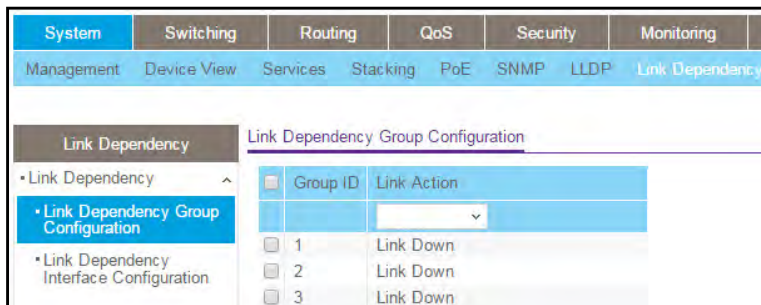 System Switching Routing QoS Security Monitoring
Management Device View Services Stacking PoE SNMP LLDP Link Dependency
Link Dependency
Link Dependency
Link Dependency Group Configuration
Link Dependency Interface Configuration
Link Dependency Group Configuration
Group ID Link Action
1 Link Down
2 Link Down
3 Link Down